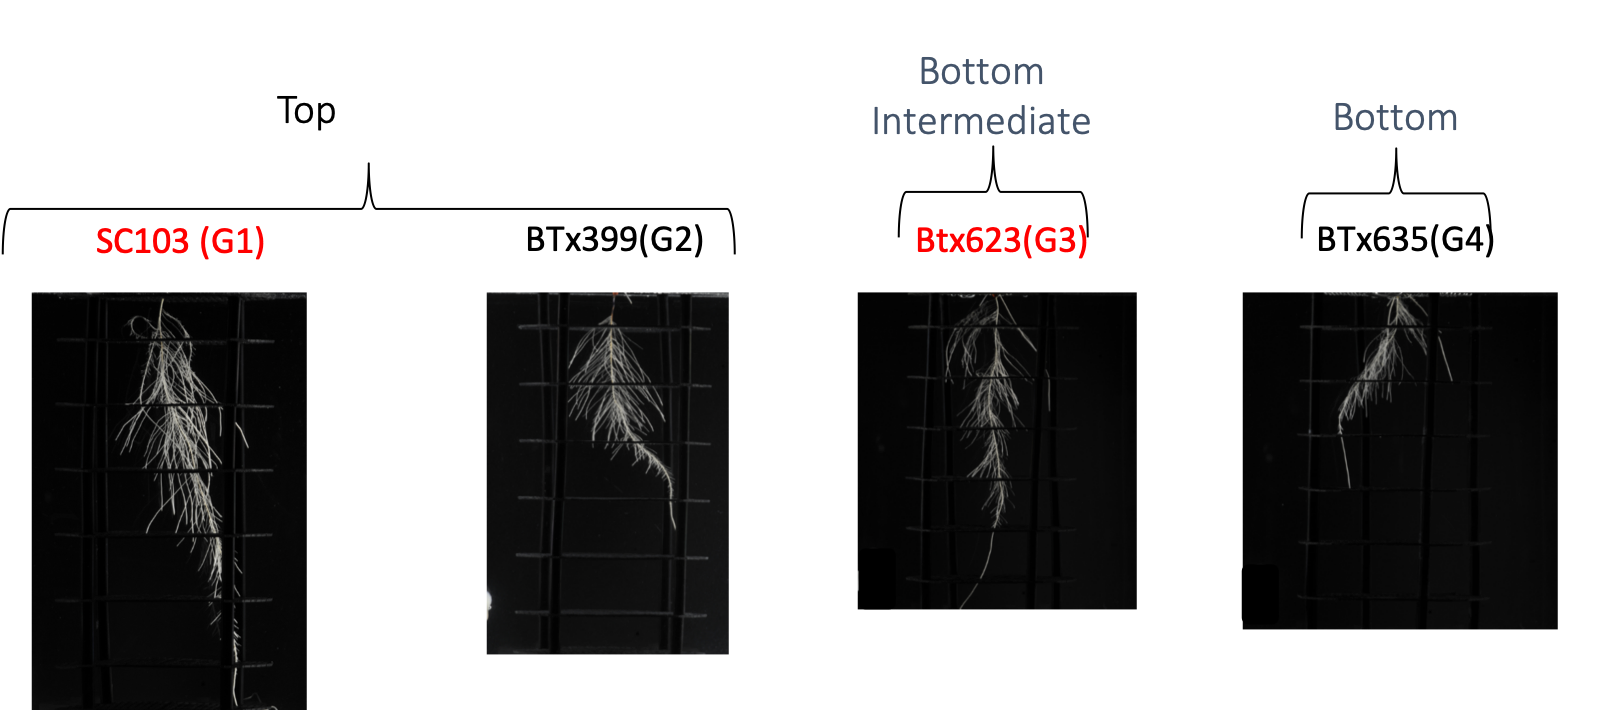 Top
Bottom
Intermediate
Bottom
SC103 (G1)
BTx399(G2)
Btx623(G3)
BTx635(G4)